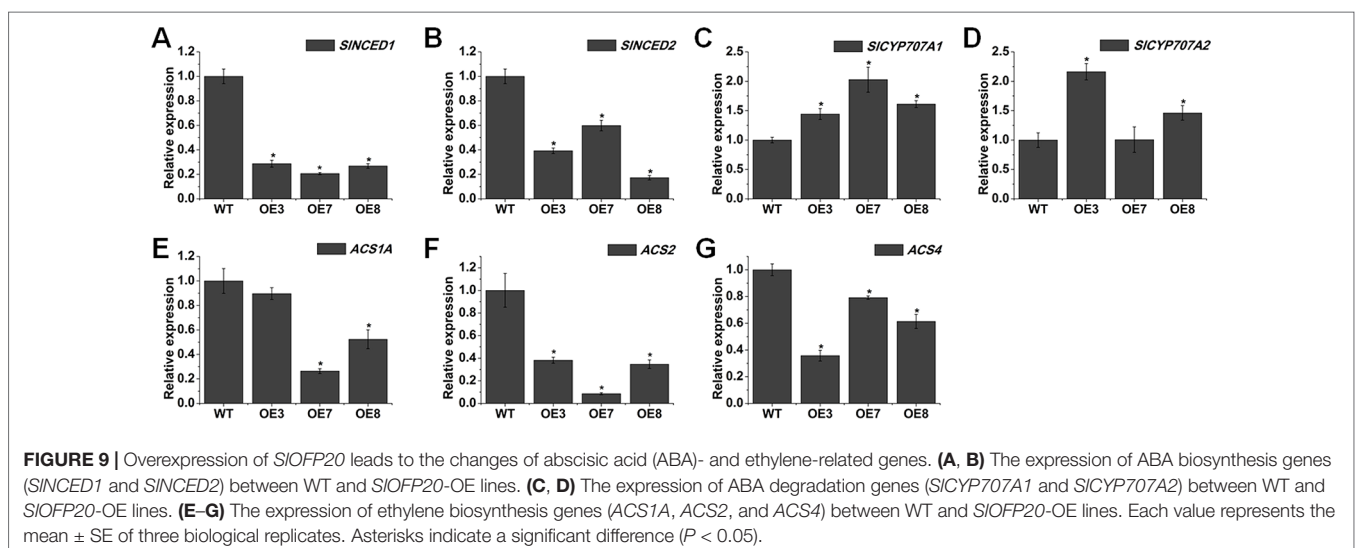 A
SlNCED1
Relative expression
1.2
1.0
0.8
0.6
0.4
0.2
0.0
*
*
*
WT OE3 OE7 OE8
B
SlNCED2
Relative expression
1.2
1.0
0.8
0.6
0.4
0.2
0.0
*
*
*
WT OE3 OE7 OE8
C
SlCYP707A1
Relative expression
2.5
2.0
1.5
1.0
0.5
0.0
*
*
*
WT OE3 OE7 OE8
D
SlCYP707A2
Relative expression
2.5
2.0
1.5
1.0
0.5
0.0
*
*
WT OE3 OE7 OE8
E
ACS1A
Relative expression
1.2
1.0
0.8
0.6
0.4
0.2
0.0
*
*
WT OE3 OE7 OE8
F
ACS2
Relative expression
1.2
1.0
0.8
0.6
0.4
0.2
0.0
*
*
*
WT OE3 OE7 OE8
G
ACS4
Relative expression
1.0
0.8
0.6
0.4
0.2
0.0
*
*
*
WT OE3 OE7 OE8
FIGURE 9 | Overexpression of SlOFP20 leads to the changes of abscisic acid (ABA)- and ethylene-related genes. (A, B) The expression of ABA biosynthesis genes
(SlNCED1 and SlNCED2) between WT and SlOFP20-OE lines. (C, D) The expression of ABA degradation genes (SlCYP707A1 and SlCYP707A2) between WT and
SlOFP20-OE lines. (E–G) The expression of ethylene biosynthesis genes (ACS1A, ACS2, and ACS4) between WT and SlOFP20-OE lines. Each value represents the
mean ± SE of three biological replicates. Asterisks indicate a significant difference (P < 0.05).